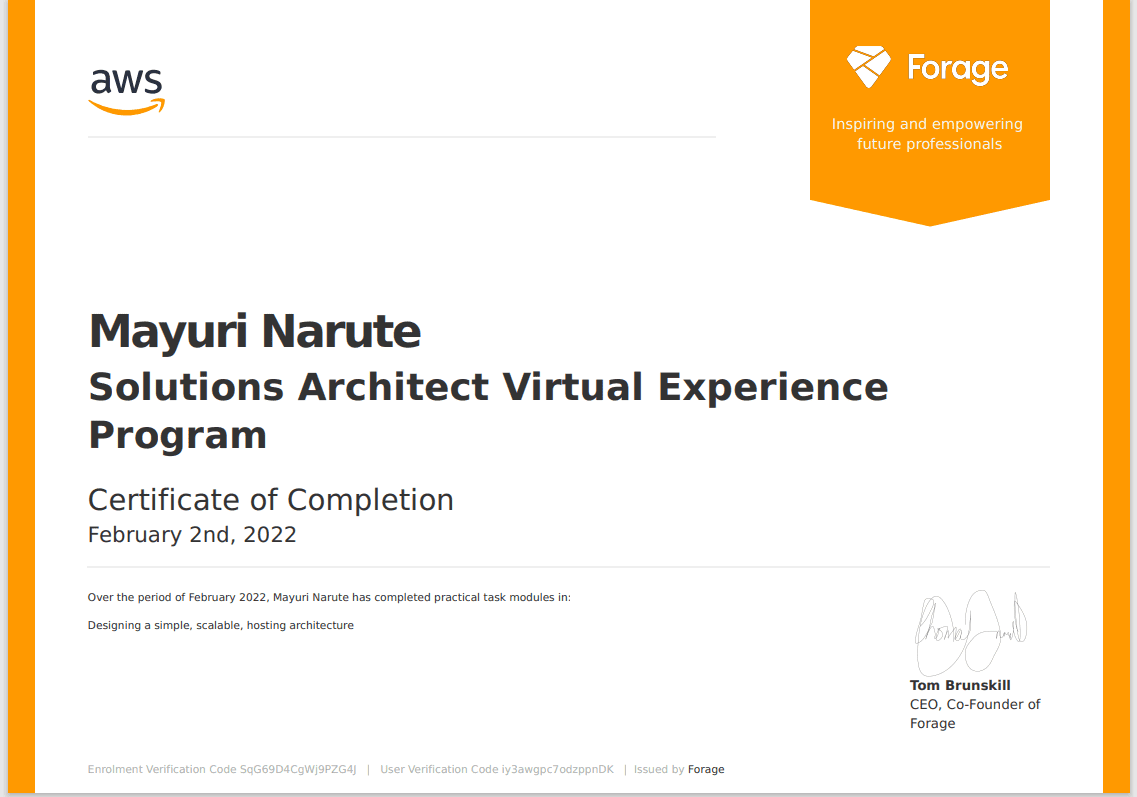 aws
Forage
Inspiring and empowering
future professionals
Mayuri Narute
Solutions Architect Virtual Experience
Program
Certificate of Completion
February 2nd, 2022
Over the period of February 2022, Mayuri Narute has completed practical task modules in:
Designing a simple, scalable, hosting architecture
Tom Brunskill
CEO, Co-Founder of
Forage
Enrolment Verification Code SqG69D4CgWj9PZG4J | User Verification Code iy3awgpc7odzppnDK | Issued by Forage